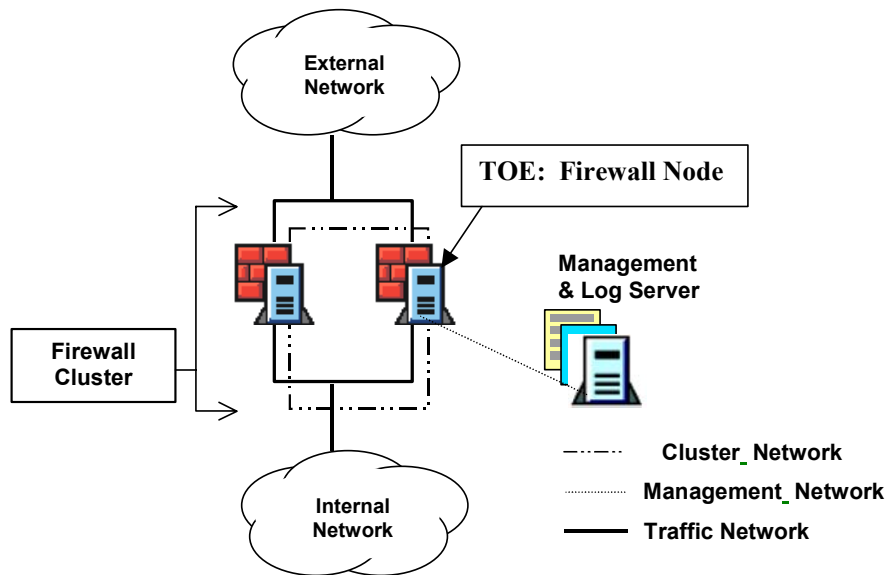 External
Network
TOE: Firewall Node
Management
& Log Server
Firewall
Cluster
Internal
Network
Cluster_ Network
Management_ Network
Traffic Network